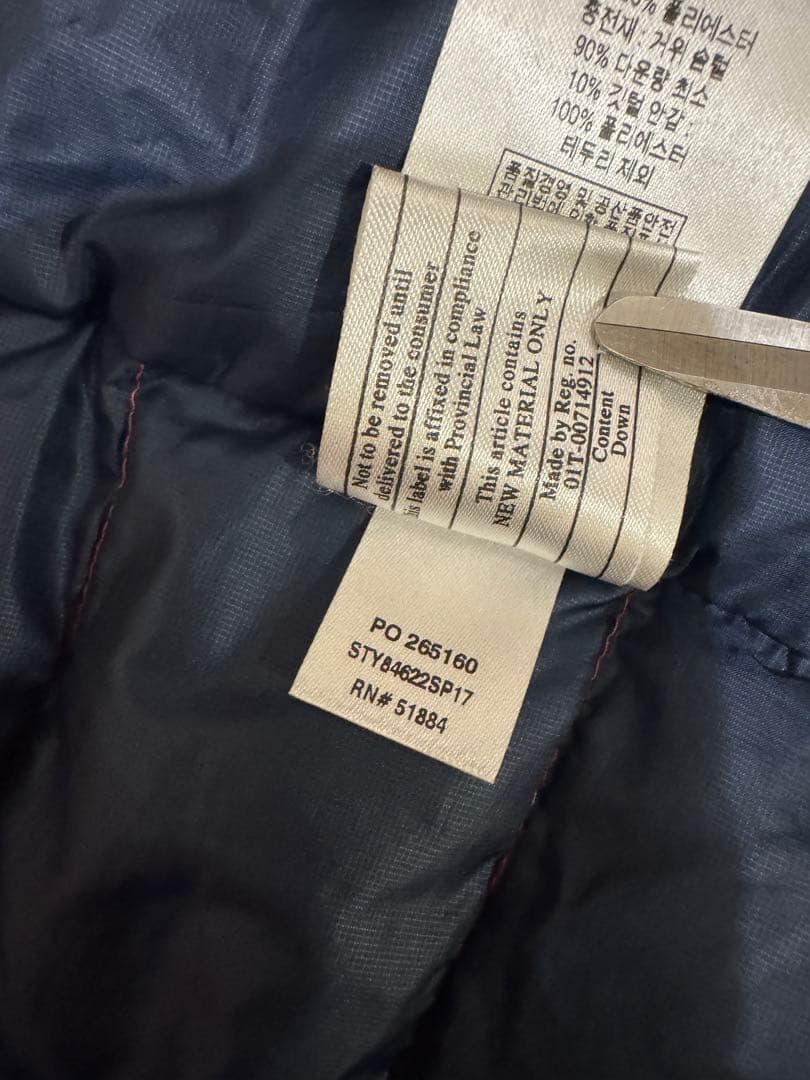 폴리에스터
충전재 : 거위 솜털
90% 다운량 최소
10% 깃털 안감 :
100% 폴리에스터
테두리 제외
Not to be removed until
delivered to the consumer
label is affixed in compliance
with Provincial Law
This article contains
NEW MATERIAL ONLY
Made by Reg. no.
01T-00714912
Content
Down
PO 265160
STY84622SP17
RN# 51884